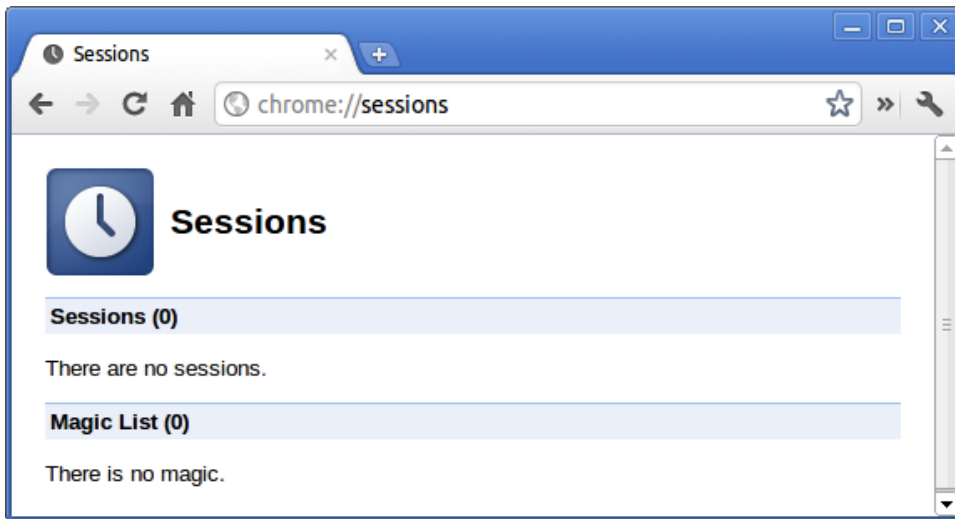 Sessions
chrome://sessions
Sessions
Sessions (0)
There are no sessions.
Magic List (0)
There is no magic.